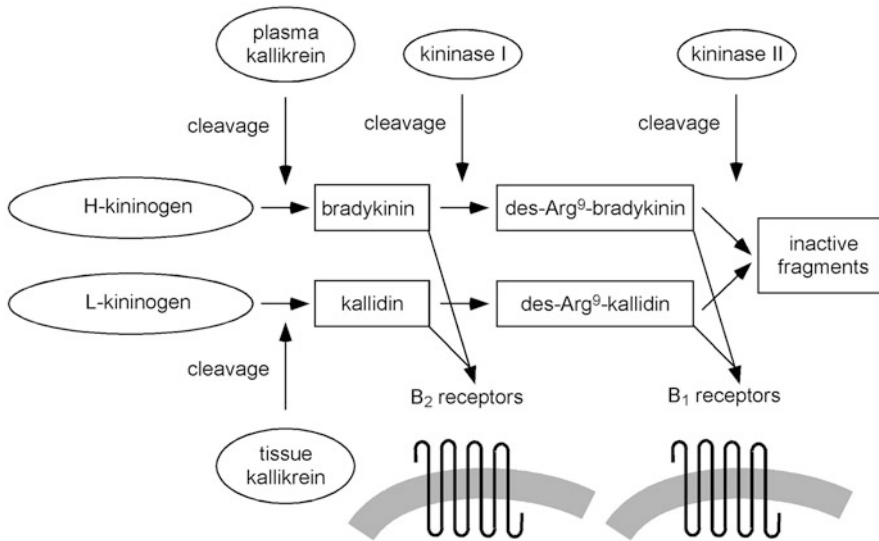 plasma
kallikrein
kininase I
kininase II
cleavage
cleavage
cleavage
H-kininogen
bradykinin
des-Arg⁹-bradykinin
inactive
fragments
L-kininogen
kallidin
des-Arg⁹-kallidin
cleavage
B₂ receptors
B₁ receptors
tissue
kallikrein